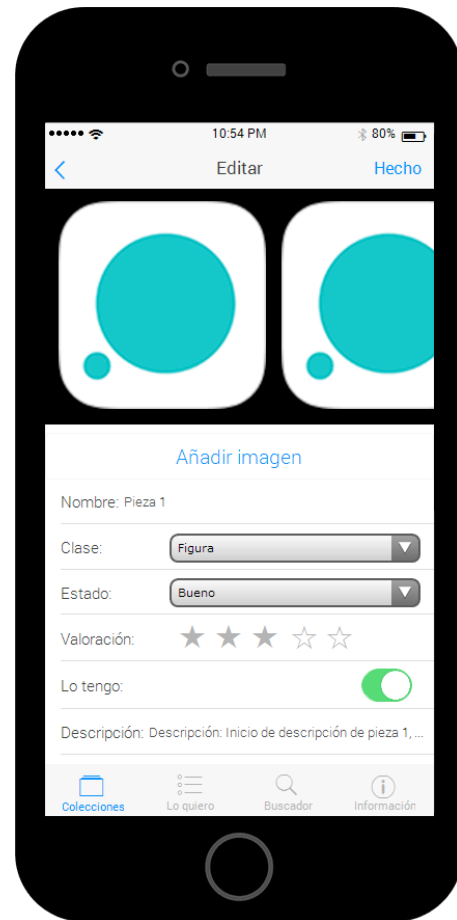 10:54 PM
80%
Editar
Hecho
Añadir imagen
Nombre: Pieza 1
Clase: Figura
Estado: Bueno
Valoración:
Lo tengo:
Descripción: Descripción: Inicio de descripción de pieza 1, ...
Colecciones
Lo quiero
Buscador
Información